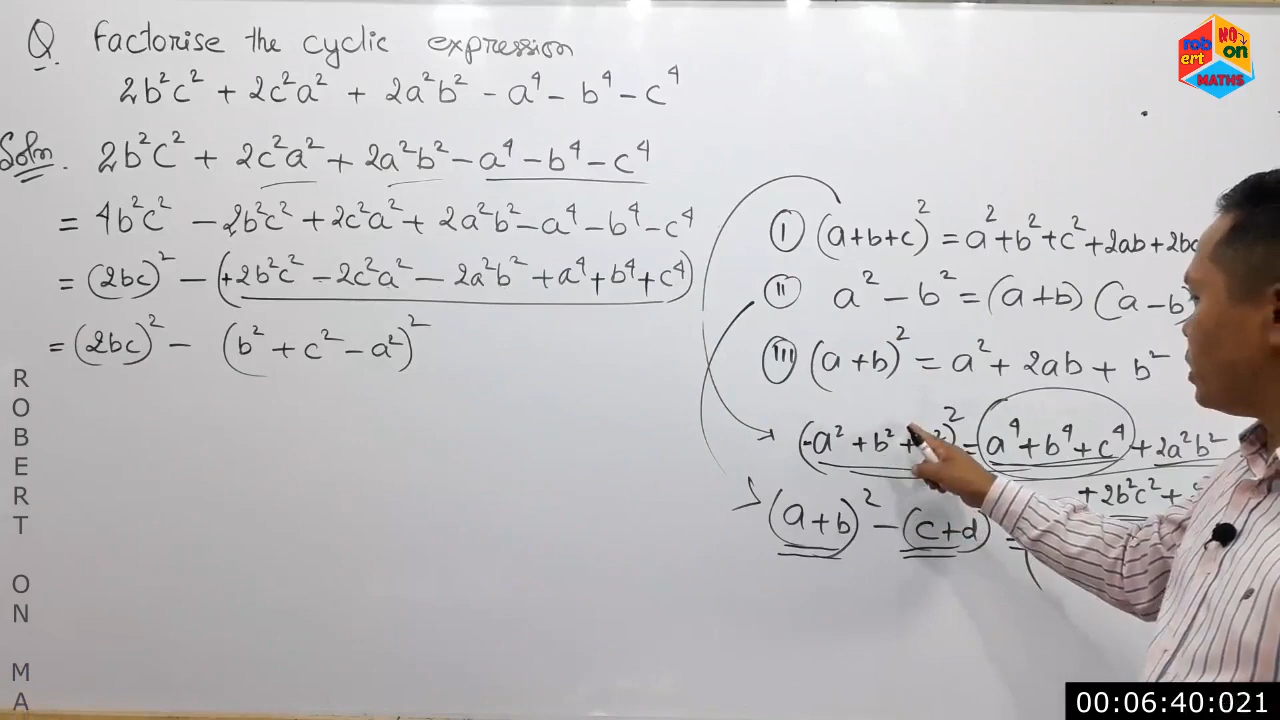 Q. Factorise the cyclic expression
2b²c² + 2c²a² + 2a²b² - a⁴ - b⁴ - c⁴
Soln. 2b²c² + 2c²a² + 2a²b² - a⁴ - b⁴ - c⁴
= 4b²c² - 2b²c² + 2c²a² + 2a²b² - a⁴ - b⁴ - c⁴
= (2bc)² - (+2b²c² - 2c²a² - 2a²b² + a⁴ + b⁴ + c⁴)
= (2bc)² - (b² + c² - a²)²
I (a+b+c)² = a² + b² + c² + 2ab + 2bc
II a² - b² = (a+b) (a-b)
III (a+b)² = a² + 2ab + b²
(-a² + b² + ²)² = a⁴ + b⁴ + c⁴ + 2a²b²
+ 2b²c² +
(a+b)² - (c+d) = (
rob
ert
NO
on
MATHS
ROBERT ON MA
00:06:40:021